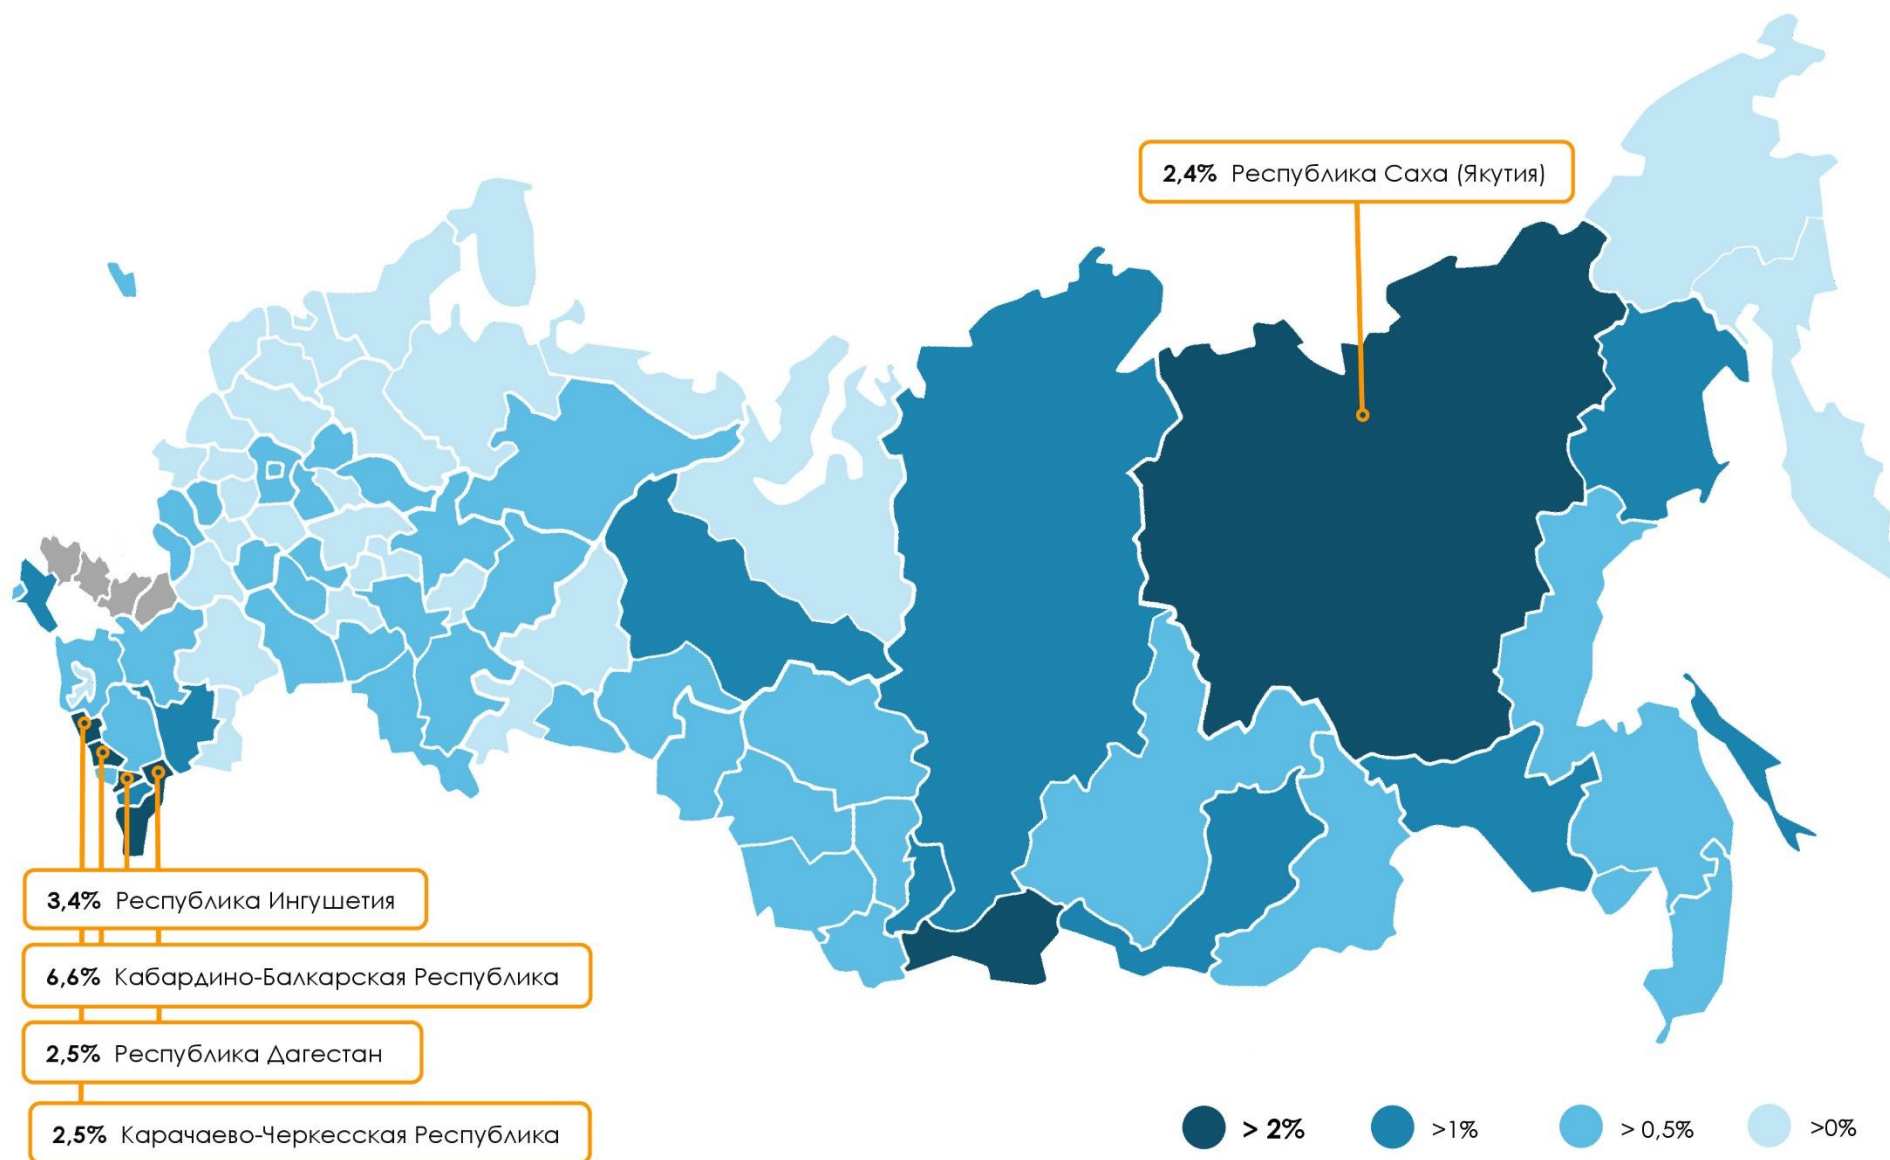 2,4% Республика Саха (Якутия)
3,4% Республика Ингушетия
6,6% Кабардино-Балкарская Республика
2,5% Республика Дагестан
2,5% Карачаево-Черкесская Республика
> 2%
>1%
> 0,5%
>0%